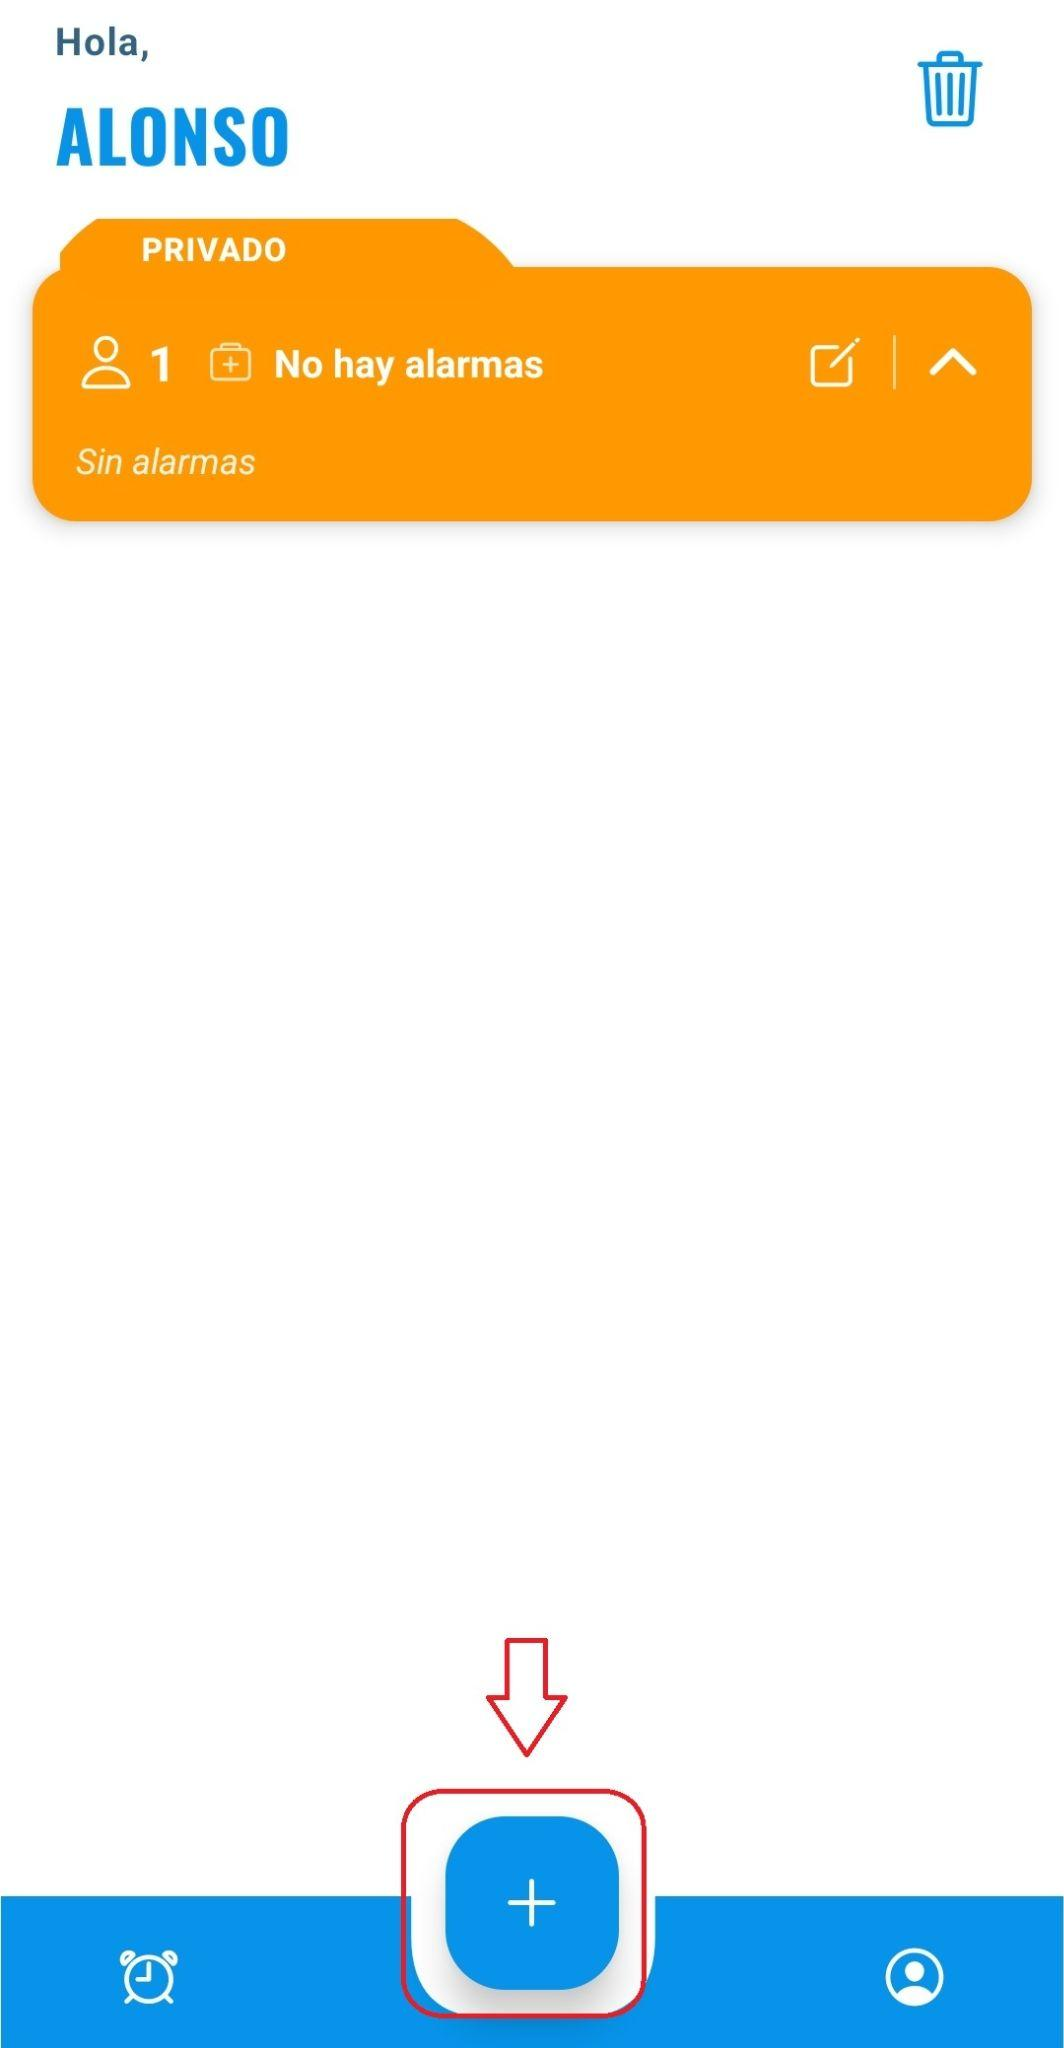 Hola,
ALONSO
PRIVADO
1 No hay alarmas
Sin alarmas